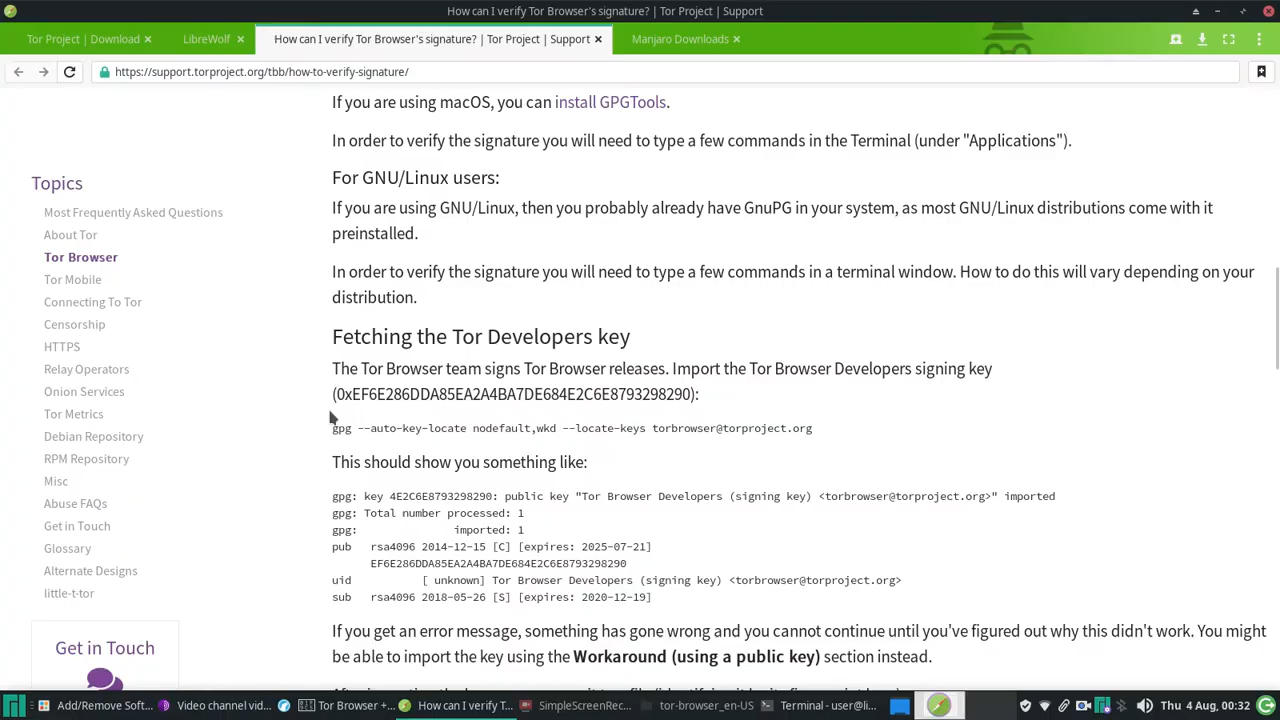 How can I verify Tor Browser's signature? | Tor Project | Support
Tor Project | Download
LibreWolf
How can I verify Tor Browser's signature? | Tor Project | Support
Manjaro Downloads
https://support.torproject.org/tbb/how-to-verify-signature/
If you are using macOS, you can install GPGTools.
In order to verify the signature you will need to type a few commands in the Terminal (under "Applications").
For GNU/Linux users:
If you are using GNU/Linux, then you probably already have GnuPG in your system, as most GNU/Linux distributions come with it
preinstalled.
In order to verify the signature you will need to type a few commands in a terminal window. How to do this will vary depending on your
distribution.
Fetching the Tor Developers key
The Tor Browser team signs Tor Browser releases. Import the Tor Browser Developers signing key
(0xEF6E286DDA85EA2A4BA7DE684E2C6E8793298290):
gpg --auto-key-locate nodefault,wkd --locate-keys torbrowser@torproject.org
This should show you something like:
gpg: key 4E2C6E8793298290: public key "Tor Browser Developers (signing key) <torbrowser@torproject.org>" imported
gpg: Total number processed: 1
gpg:               imported: 1
pub   rsa4096 2014-12-15 [C] [expires: 2025-07-21]
EF6E286DDA85EA2A4BA7DE684E2C6E8793298290
uid           [ unknown] Tor Browser Developers (signing key) <torbrowser@torproject.org>
sub   rsa4096 2018-05-26 [S] [expires: 2020-12-19]
If you get an error message, something has gone wrong and you cannot continue until you've figured out why this didn't work. You might
be able to import the key using the Workaround (using a public key) section instead.
Topics
Most Frequently Asked Questions
About Tor
Tor Browser
Tor Mobile
Connecting To Tor
Censorship
HTTPS
Relay Operators
Onion Services
Tor Metrics
Debian Repository
RPM Repository
Misc
Abuse FAQs
Get in Touch
Glossary
Alternate Designs
little-t-tor
Get in Touch
Add/Remove Soft...
Video channel vid...
Tor Browser +...
How can I verify T...
SimpleScreenRec...
tor-browser_en-US
Terminal - user@li...
Thu 4 Aug, 00:32